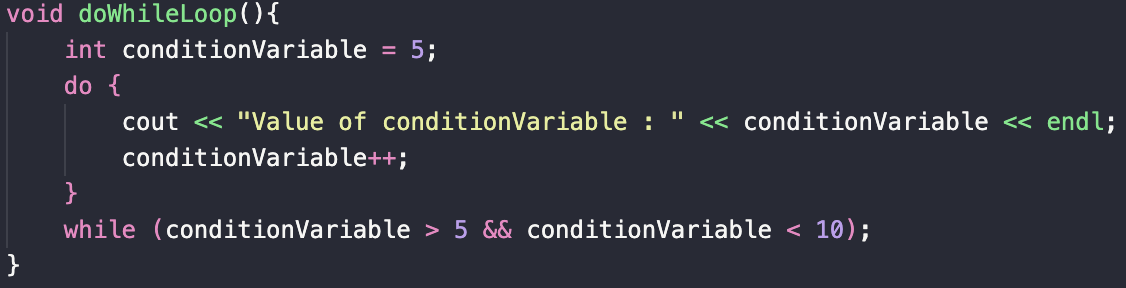 void doWhileLoop(){
    int conditionVariable = 5;
    do {
        cout << "Value of conditionVariable : " << conditionVariable << endl;
        conditionVariable++;
    }
    while (conditionVariable > 5 && conditionVariable < 10);
}